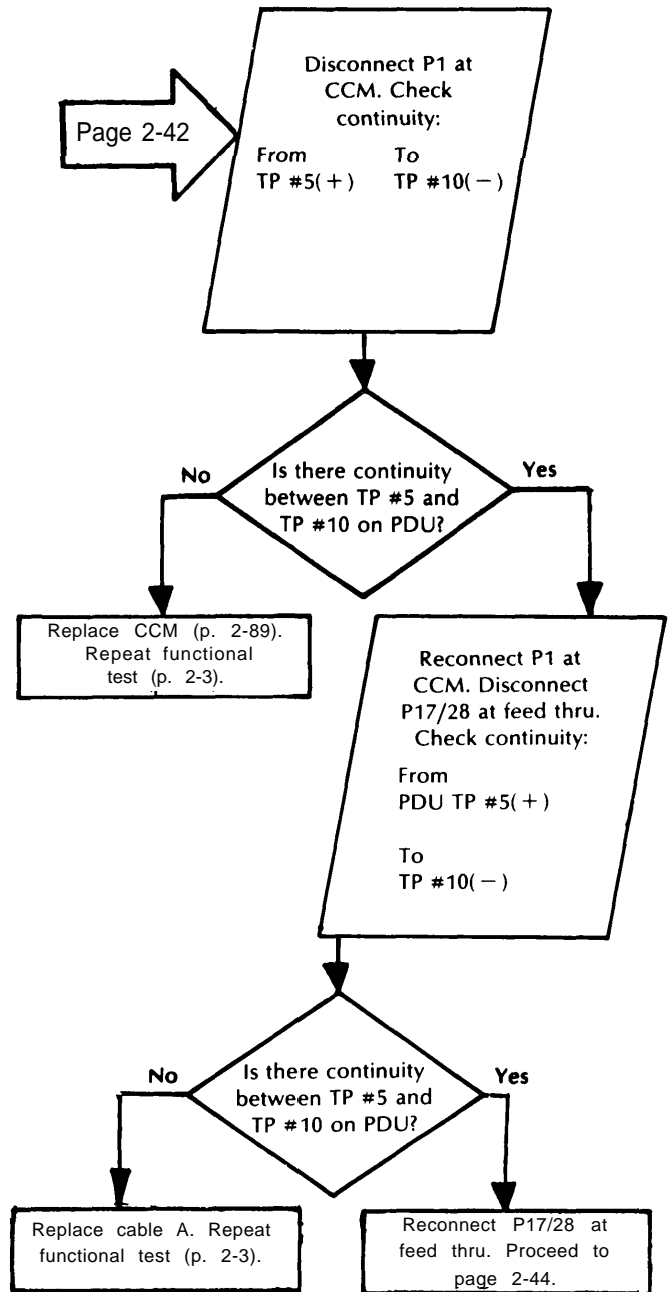 Page 2-42
Disconnect P1 at
CCM. Check
continuity:
From To
TP #5(+) TP #10(−)
Is there continuity
between TP #5 and
TP #10 on PDU?
No
Yes
Replace CCM (p. 2-89).
Repeat functional
test (p. 2-3).
Reconnect P1 at
CCM. Disconnect
P17/28 at feed thru.
Check continuity:
From
PDU TP #5(+)
To
TP #10(−)
Is there continuity
between TP #5 and
TP #10 on PDU?
No
Yes
Replace cable A. Repeat
functional test (p. 2-3).
Reconnect P17/28 at
feed thru. Proceed to
page 2-44.